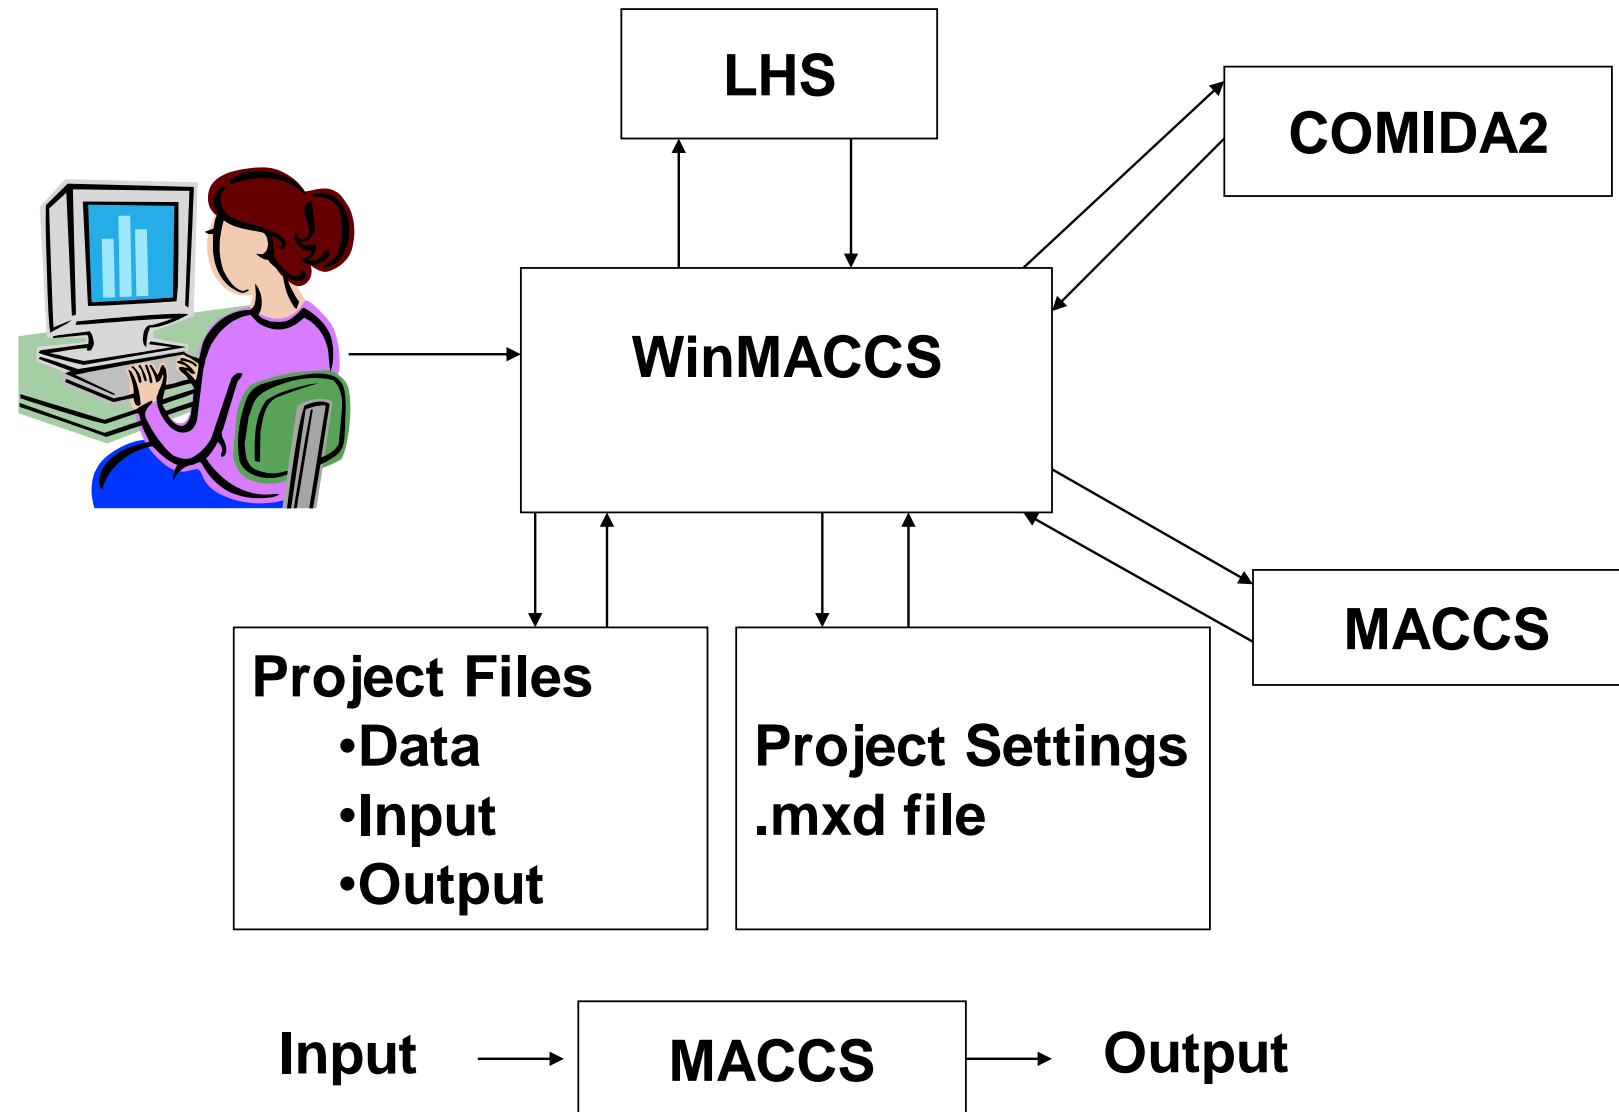 LHS
COMIDA2
WinMACCS
MACCS
Project Files
•Data
•Input
•Output
Project Settings
.mxd file
Input
MACCS
Output